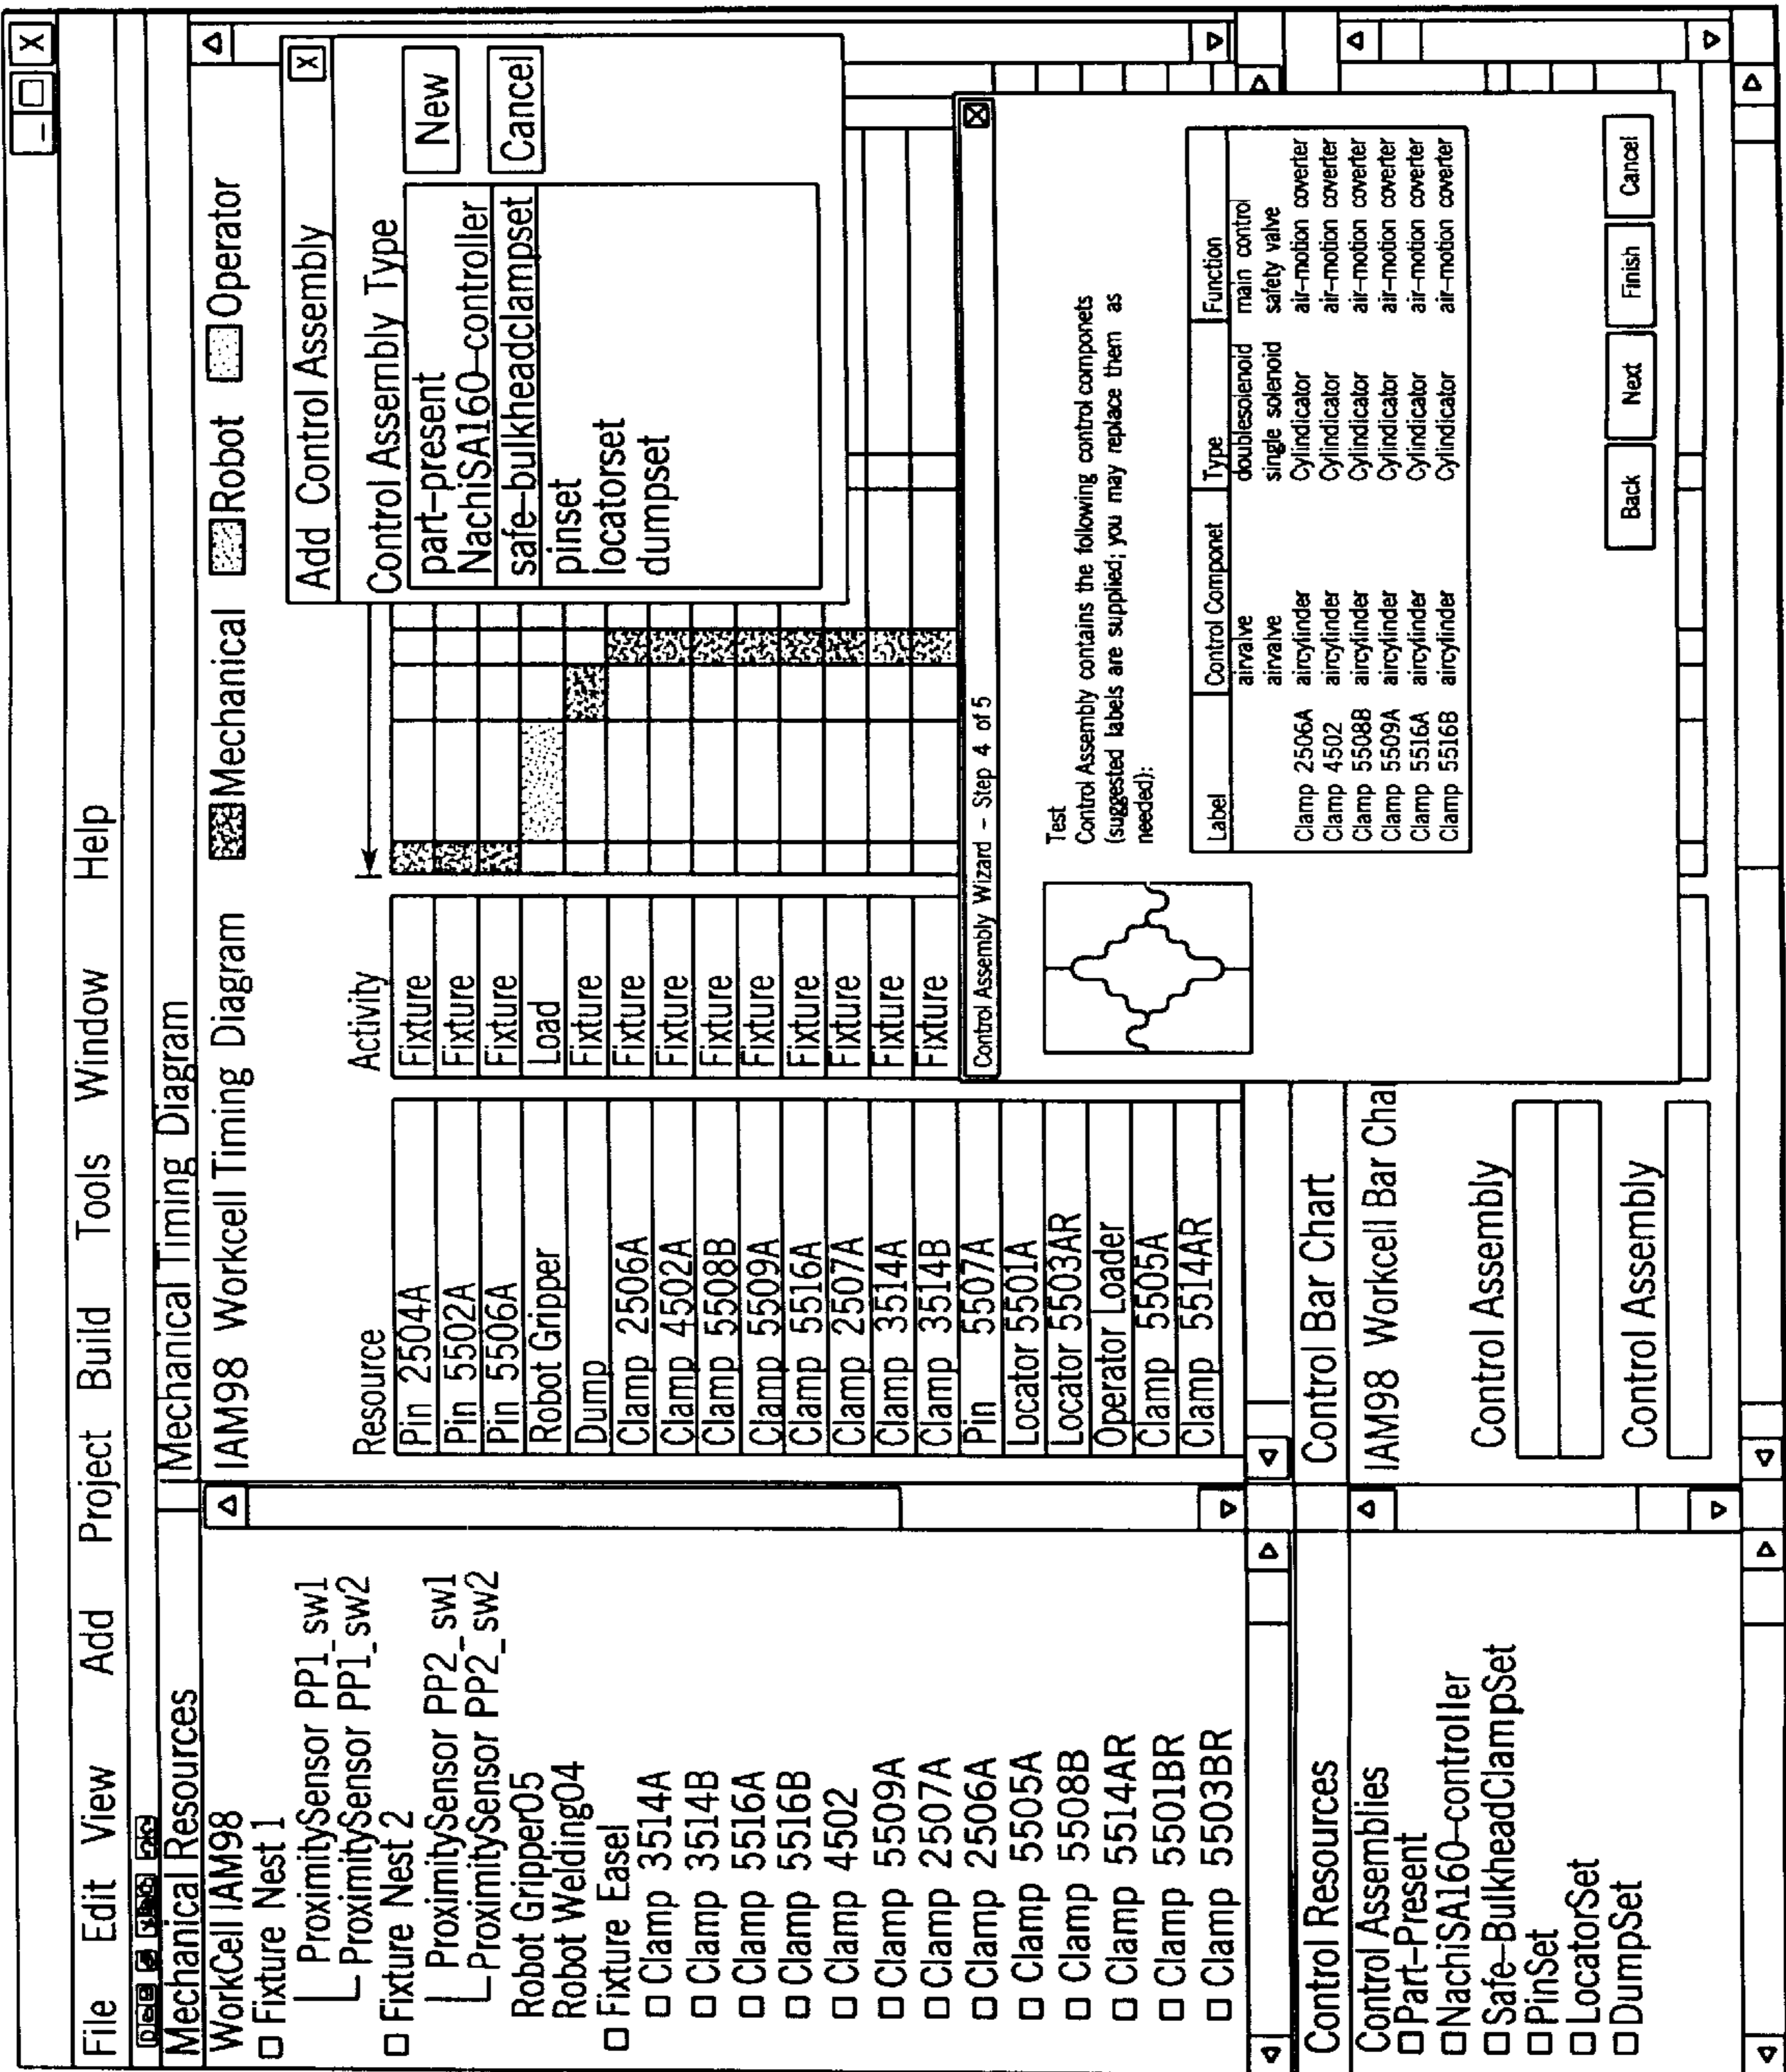 File Edit View Add Project Build Tools Window Help
Mechanical Resources
WorkCell IAM98
Fixture Nest 1
ProximitySensor PP1_sw1
ProximitySensor PP1_sw2
Fixture Nest 2
ProximitySensor PP2_sw1
ProximitySensor PP2_sw2
Robot Gripper05
Robot Welding04
Fixture Easel
Clamp 3514A
Clamp 3514B
Clamp 5516A
Clamp 5516B
Clamp 4502
Clamp 5509A
Clamp 2507A
Clamp 2506A
Clamp 5505A
Clamp 5508B
Clamp 5514AR
Clamp 5501BR
Clamp 5503BR
Mechanical Timing Diagram
IAM98 Workcell Timing Diagram Mechanical Robot Operator
Resource Activity
Pin 2504A Fixture
Pin 5502A Fixture
Pin 5506A Fixture
Robot Gripper Load
Dump Fixture
Clamp 2506A Fixture
Clamp 4502A Fixture
Clamp 5508B Fixture
Clamp 5509A Fixture
Clamp 5516A Fixture
Clamp 2507A Fixture
Clamp 3514A Fixture
Clamp 3514B Fixture
Pin 5507A
Locator 5501A
Locator 5503AR
Operator Loader
Clamp 5505A
Clamp 5514AR
Add Control Assembly X
Control Assembly Type
part-present
NachiSA160-controller
safe-bulkheadclampset
pinset
locatorset
dumpset
New
Cancel
Control Assembly Wizard - Step 4 of 5
Test
Control Assembly contains the following control componets
(suggested labels are supplied; you may replace them as
needed):
Label Control Componet Type Function
airvalve doublesolenoid main control
airvalve single solenoid safety valve
Clamp 2506A aircylinder Cylindicator air-motion coverter
Clamp 4502 aircylinder Cylindicator air-motion coverter
Clamp 5508B aircylinder Cylindicator air-motion coverter
Clamp 5509A aircylinder Cylindicator air-motion coverter
Clamp 5516A aircylinder Cylindicator air-motion coverter
Clamp 5516B aircylinder Cylindicator air-motion coverter
Back Next Finish Cancel
Control Resources
Control Assemblies
Part-Present
NachiSA160-controller
Safe-BulkheadClampSet
PinSet
LocatorSet
DumpSet
Control Bar Chart
IAM98 Workcell Bar Cha
Control Assembly
Control Assembly